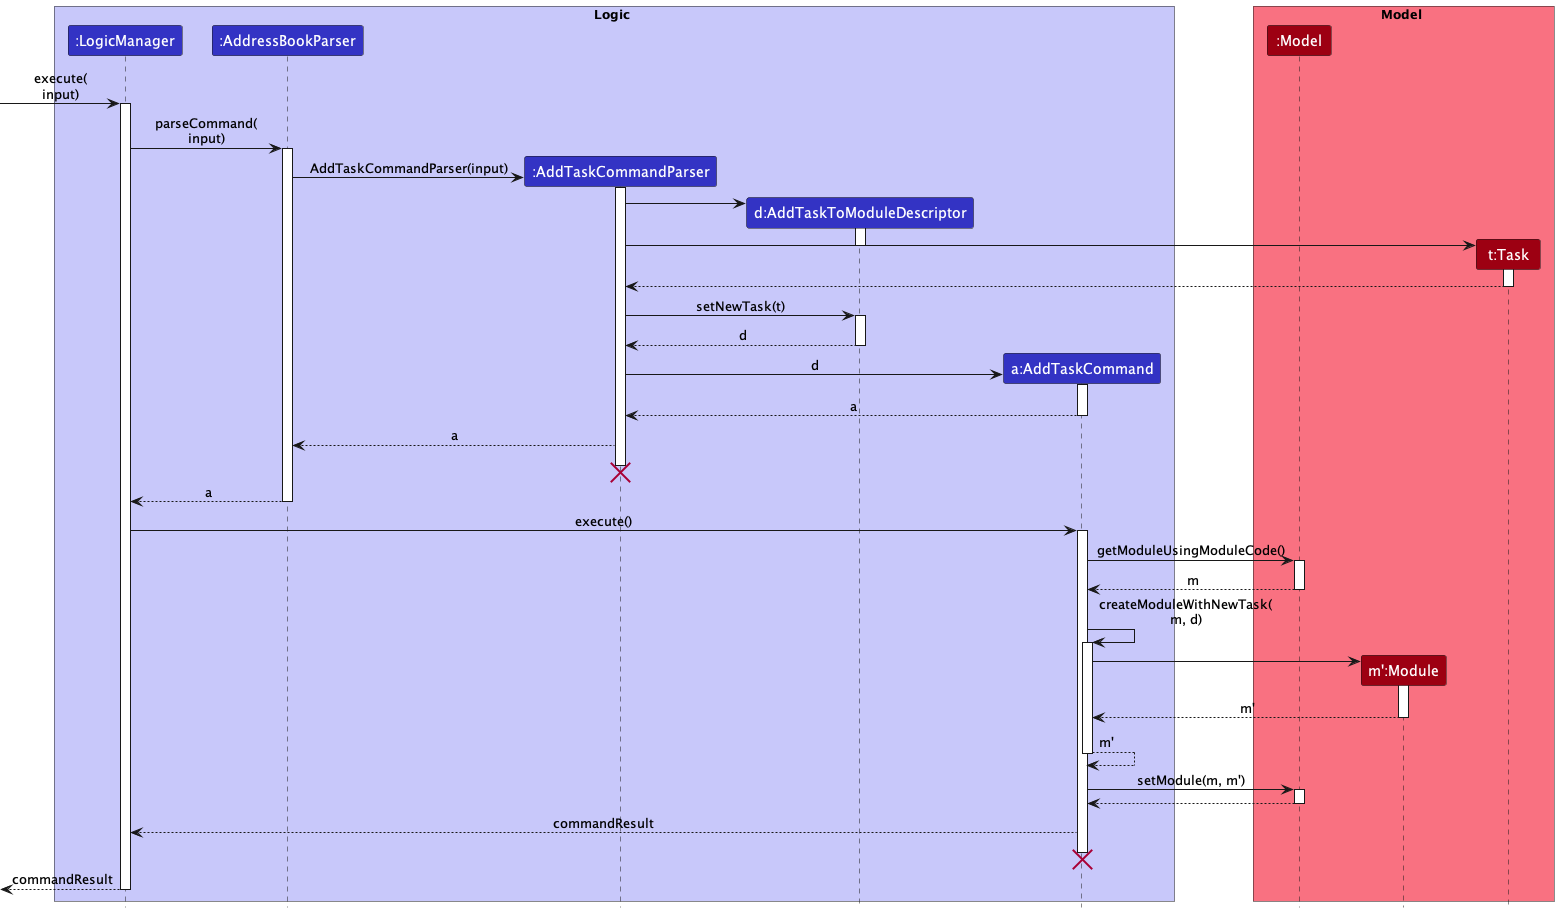 Logic
Model
:LogicManager
:AddressBookParser
:Model
execute(
input)
parseCommand(
input)
AddTaskCommandParser(input)
:AddTaskCommandParser
d:AddTaskToModuleDescriptor
t:Task
setNewTask(t)
d
d
a:AddTaskCommand
a
a
a
execute()
getModuleUsingModuleCode()
m
createModuleWithNewTask(
m, d)
m':Module
m'
m'
setModule(m, m')
commandResult
commandResult